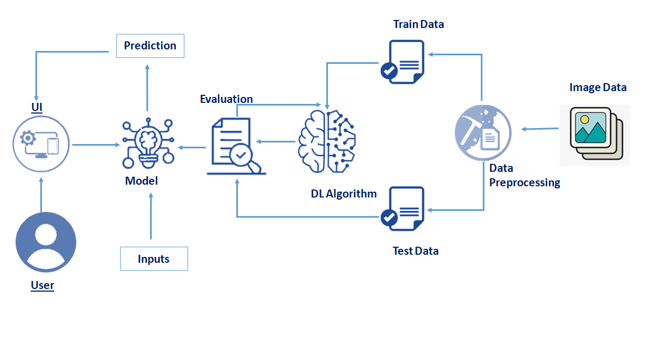 Train Data
Prediction
Image Data
Evaluation
UI
Model
DL Algorithm
Data
Preprocessing
Inputs
Test Data
User